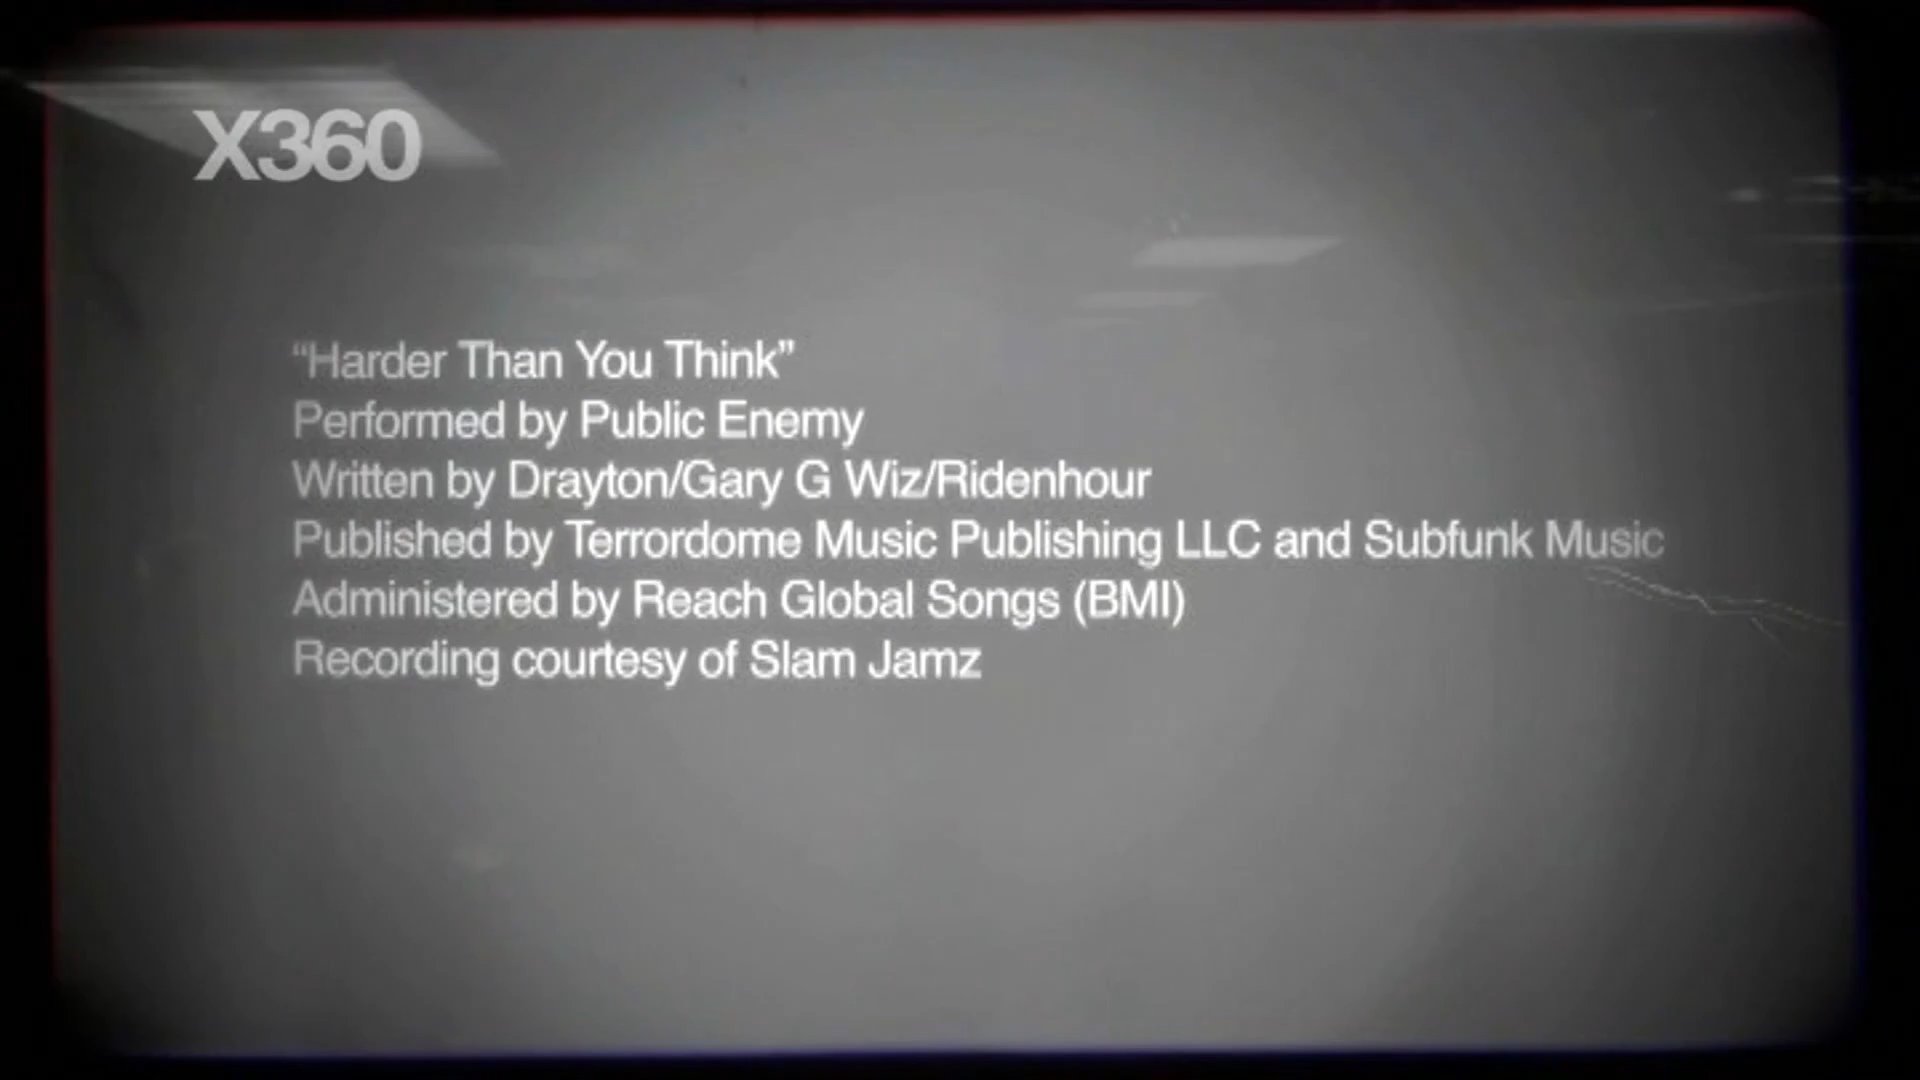 X360
“Harder Than You Think”
Performed by Public Enemy
Written by Drayton/Gary G Wiz/Ridenhour
Published by Terrordome Music Publishing LLC and Subfunk Music
Administered by Reach Global Songs (BMI)
Recording courtesy of Slam Jamz